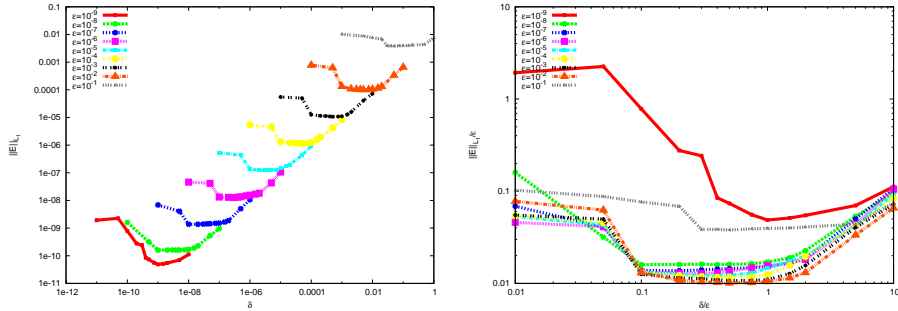 ε=10⁻⁹
ε=10⁻⁸
ε=10⁻⁷
ε=10⁻⁶
ε=10⁻⁵
ε=10⁻⁴
ε=10⁻³
ε=10⁻²
ε=10⁻¹
1
0.1
0.01
0.001
0.0001
1e-05
1e-06
1e-07
1e-08
1e-09
1e-10
1e-11
1e-12 1e-10 1e-08 1e-06 0.0001 0.01 1
δ
||E||L₁
ε=10⁻⁹
ε=10⁻⁸
ε=10⁻⁷
ε=10⁻⁶
ε=10⁻⁵
ε=10⁻⁴
ε=10⁻³
ε=10⁻²
ε=10⁻¹
10
1
0.1
0.01
0.01 0.1 1 10
δ/ε
||E||L₁/ε